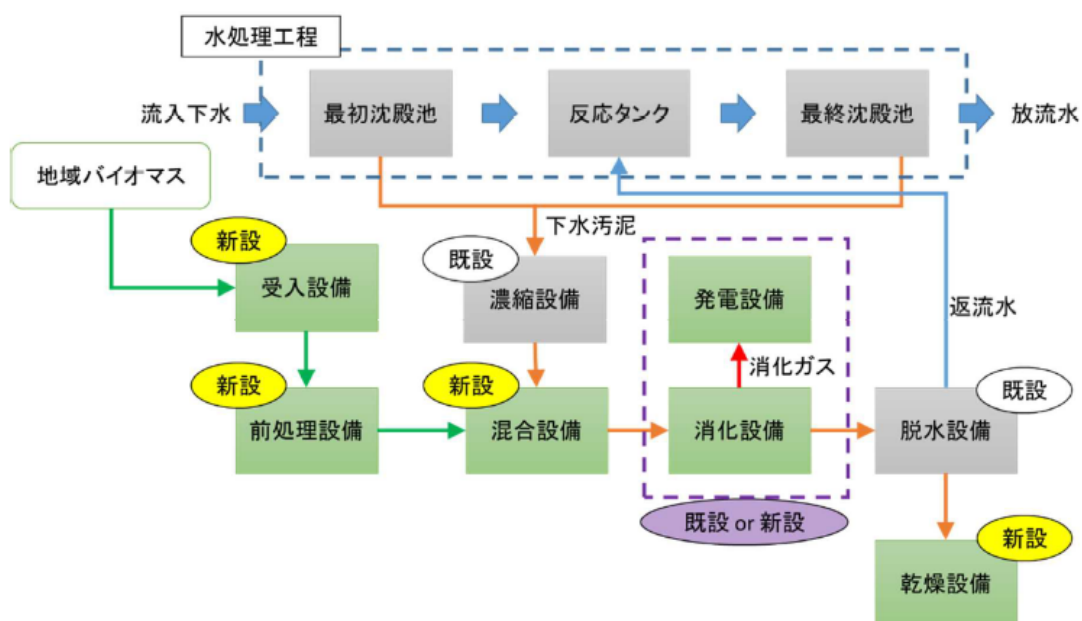 水処理工程
流入下水
最初沈殿池
反応タンク
最終沈殿池
放流水
地域バイオマス
下水汚泥
新設
受入設備
既設
濃縮設備
発電設備
返流水
消化ガス
新設
前処理設備
新設
混合設備
消化設備
既設
脱水設備
既設 or 新設
新設
乾燥設備